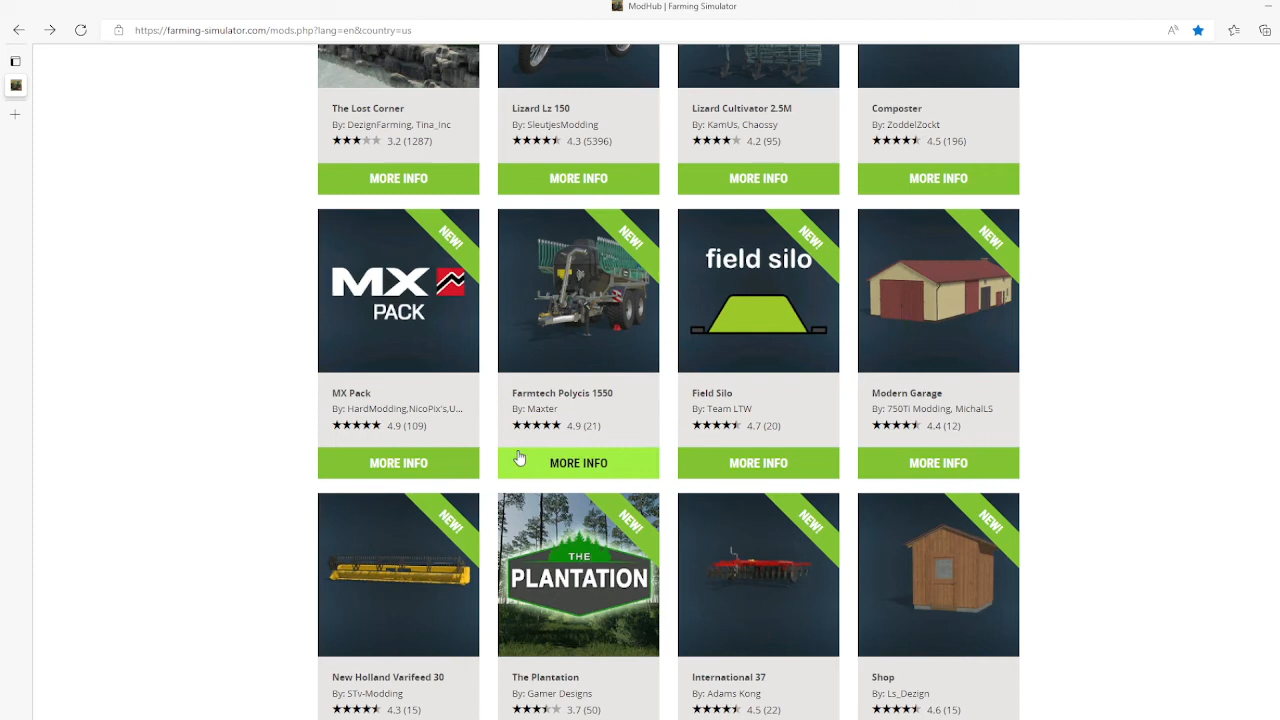 ModHub | Farming Simulator
https://farming-simulator.com/mods.php?lang=en&country=us
The Lost Corner
By: DezignFarming, Tina_Inc
3.2 (1287)
MORE INFO
Lizard Lz 150
By: SleutjesModding
4.3 (5396)
MORE INFO
Lizard Cultivator 2.5M
By: KamUs, Chaossy
4.2 (95)
MORE INFO
Composter
By: ZoddelZockt
4.5 (196)
MORE INFO
NEW!
MX
PACK
MX Pack
By: HardModding,NicoPix's,U...
4.9 (109)
MORE INFO
NEW!
Farmtech Polycis 1550
By: Maxter
4.9 (21)
MORE INFO
NEW!
field silo
Field Silo
By: Team LTW
4.7 (20)
MORE INFO
NEW!
Modern Garage
By: 750Ti Modding, MichalLS
4.4 (12)
MORE INFO
NEW!
New Holland Varifeed 30
By: STv-Modding
4.3 (15)
NEW!
THE
PLANTATION
The Plantation
By: Gamer Designs
3.7 (50)
NEW!
International 37
By: Adams Kong
4.5 (22)
NEW!
Shop
By: Ls_Dezign
4.6 (15)